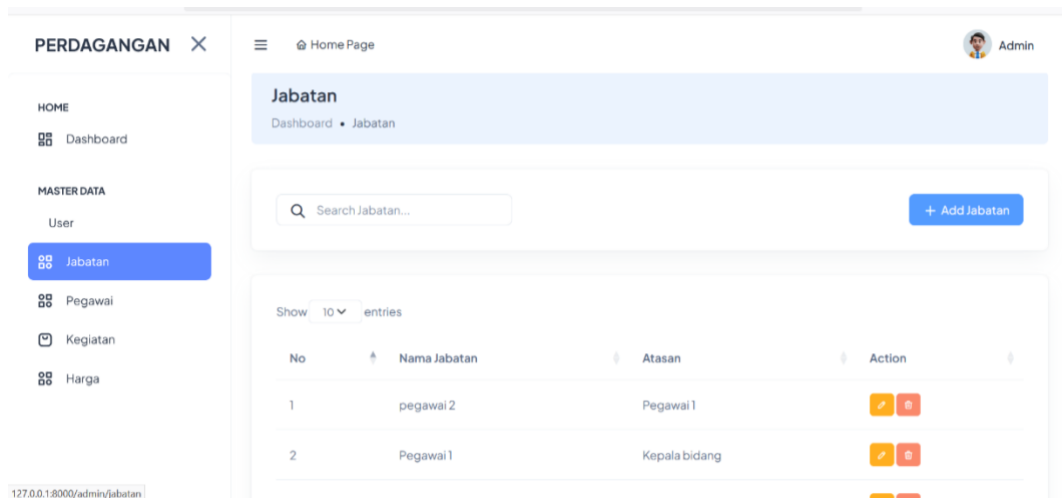 PERDAGANGAN
Home Page
Admin
HOME
Dashboard
MASTER DATA
User
Jabatan
Pegawai
Kegiatan
Harga
Jabatan
Dashboard • Jabatan
Search Jabatan...
+ Add Jabatan
Show 10 entries
No Nama Jabatan Atasan Action
1 pegawai 2 Pegawai 1
2 Pegawai 1 Kepala bidang
127.0.0.1:8000/admin/jabatan